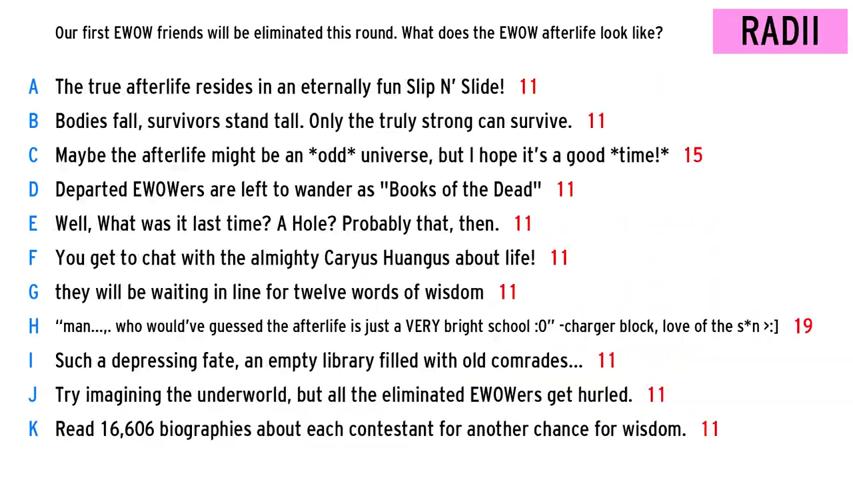 Our first EWOW friends will be eliminated this round. What does the EWOW afterlife look like?
RADII
A The true afterlife resides in an eternally fun Slip N' Slide! 11
B Bodies fall, survivors stand tall. Only the truly strong can survive. 11
C Maybe the afterlife might be an *odd* universe, but I hope it's a good *time!* 15
D Departed EWOWers are left to wander as "Books of the Dead" 11
E Well, What was it last time? A Hole? Probably that, then. 11
F You get to chat with the almighty Caryus Huangus about life! 11
G they will be waiting in line for twelve words of wisdom 11
H “man...,. who would've guessed the afterlife is just a VERY bright school :0” -charger block, love of the s*n >:] 19
I Such a depressing fate, an empty library filled with old comrades... 11
J Try imagining the underworld, but all the eliminated EWOWers get hurled. 11
K Read 16,606 biographies about each contestant for another chance for wisdom. 11